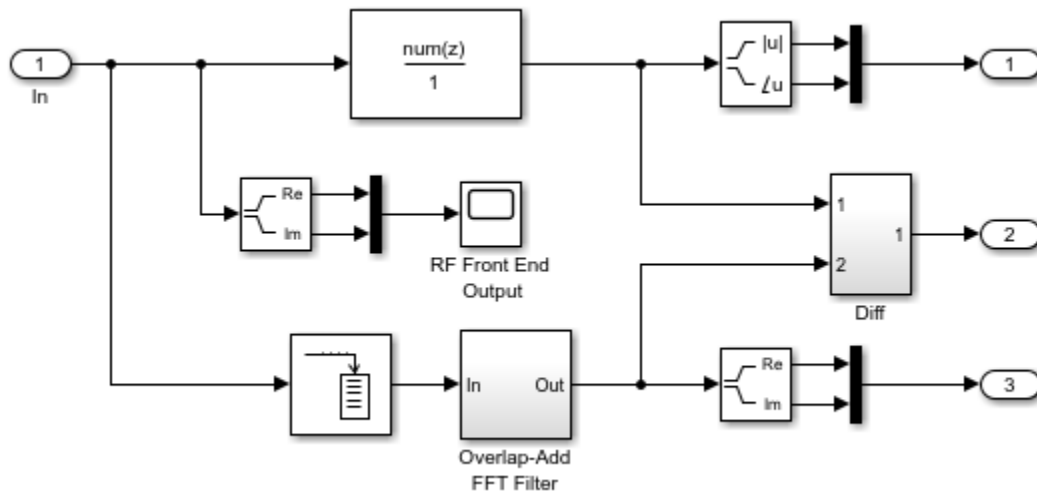 num(z)
1
|u|
∠u
1
In
1
Re
Im
RF Front End
Output
1
2
1
2
Diff
In
Out
Overlap-Add
FFT Filter
Re
Im
3